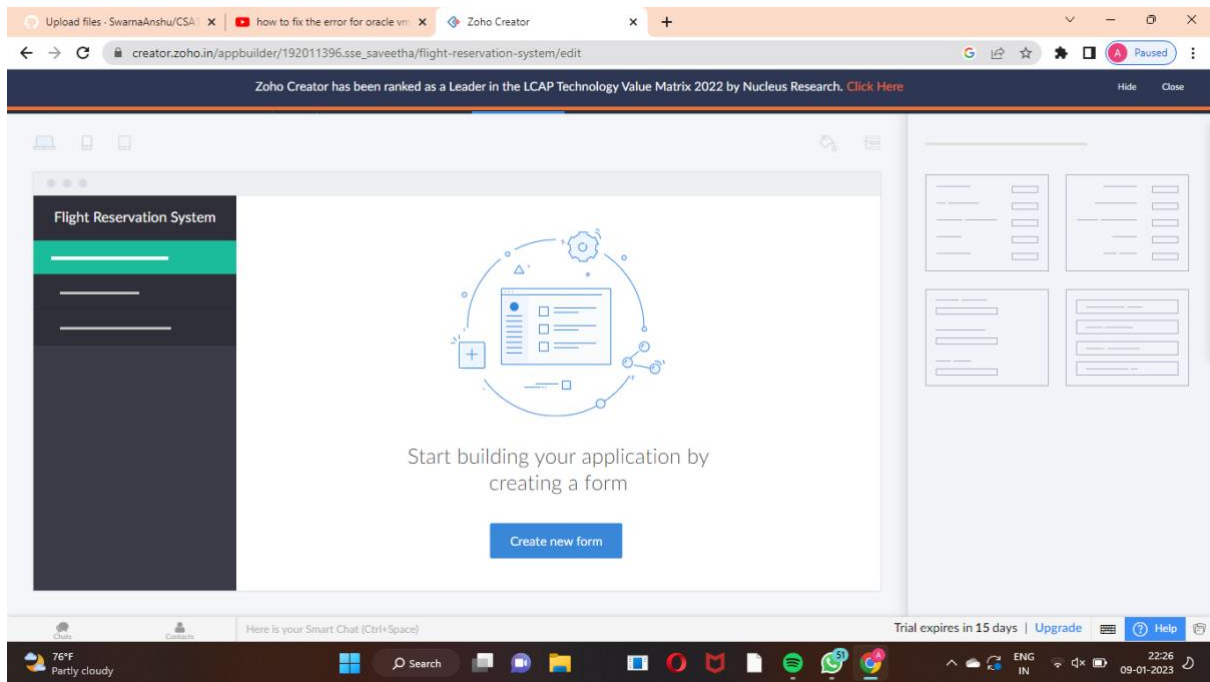 Upload files · SwarnaAnshu/CSA1
how to fix the error for oracle vm
Zoho Creator
creator.zoho.in/appbuilder/192011396.sse_saveetha/flight-reservation-system/edit
A
Paused
Zoho Creator has been ranked as a Leader in the LCAP Technology Value Matrix 2022 by Nucleus Research. Click Here
Hide
Close
Flight Reservation System
Start building your application by
creating a form
Create new form
Chats
Contacts
Here is your Smart Chat (Ctrl+Space)
Trial expires in 15 days | Upgrade
Help
76°F
Partly cloudy
Search
51
ENG
IN
22:26
09-01-2023